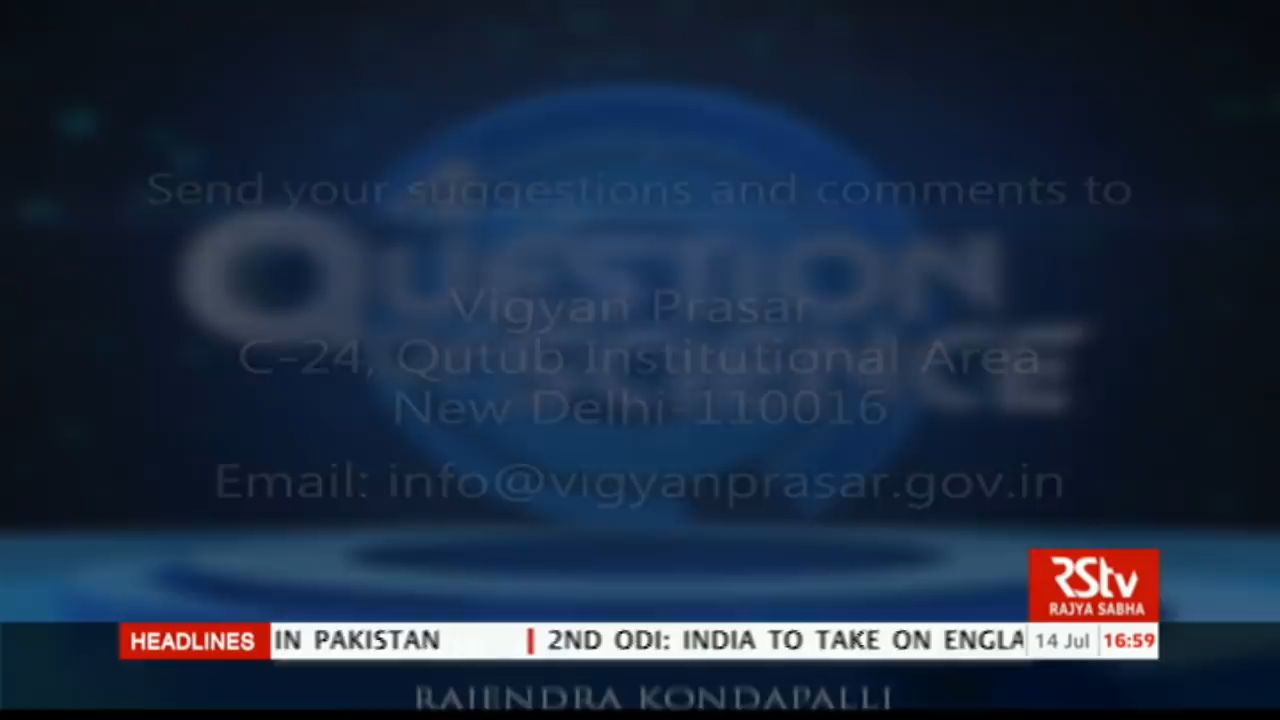 Send your suggestions and comments to
QUESTION
SCIENCE
Vigyan Prasar
C-24, Qutub Institutional Area
New Delhi-110016
Email: info@vigyanprasar.gov.in
RStv
RAJYA SABHA
HEADLINES IN PAKISTAN 2ND ODI: INDIA TO TAKE ON ENGLA 14 Jul 16:59
RAJENDRA KONDAPALLI